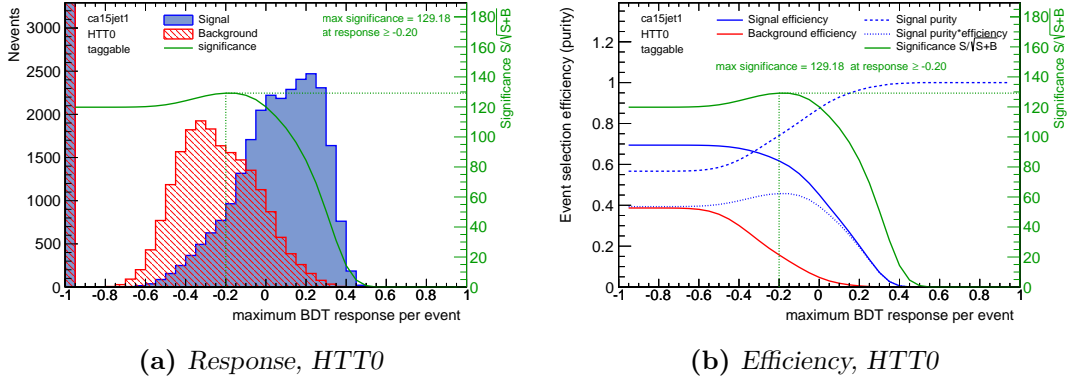 ca15jet1
HTT0
taggable
Signal
Background
significance
max significance = 129.18
at response ≥ -0.20
Nevents
3000
2500
2000
1500
1000
500
0
-1 -0.8 -0.6 -0.4 -0.2 0 0.2 0.4 0.6 0.8 1
maximum BDT response per event
180
160
140
120
100
80
60
40
20
0
Significance S/√S+B
(a) Response, HTT0
ca15jet1
HTT0
taggable
Signal efficiency
Background efficiency
Signal purity
Signal purity*efficiency
Significance S/√S+B
max significance = 129.18 at response ≥ -0.20
Event selection efficiency (purity)
1.2
1
0.8
0.6
0.4
0.2
0
-1 -0.8 -0.6 -0.4 -0.2 0 0.2 0.4 0.6 0.8 1
maximum BDT response per event
180
160
140
120
100
80
60
40
20
0
Significance S/√S+B
(b) Efficiency, HTT0